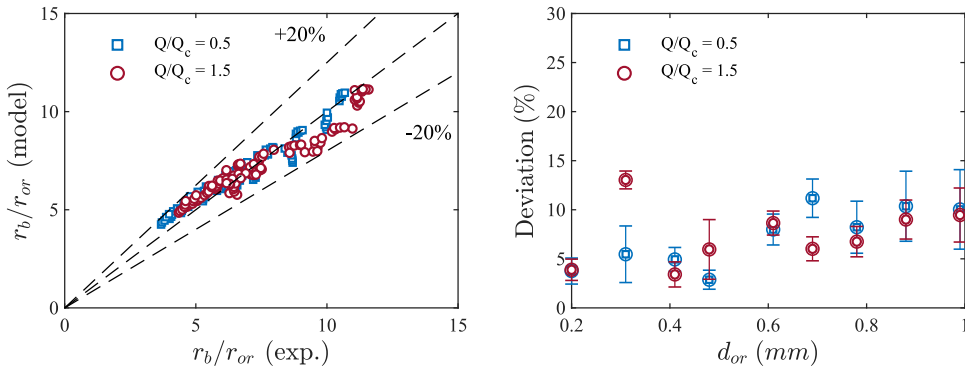 15
10
5
0
0
5
10
15
r_b/r_or (model)
r_b/r_or (exp.)
Q/Q_c = 0.5
Q/Q_c = 1.5
+20%
-20%
30
25
20
15
10
5
0
0.2
0.4
0.6
0.8
1
Deviation (%)
d_or (mm)
Q/Q_c = 0.5
Q/Q_c = 1.5